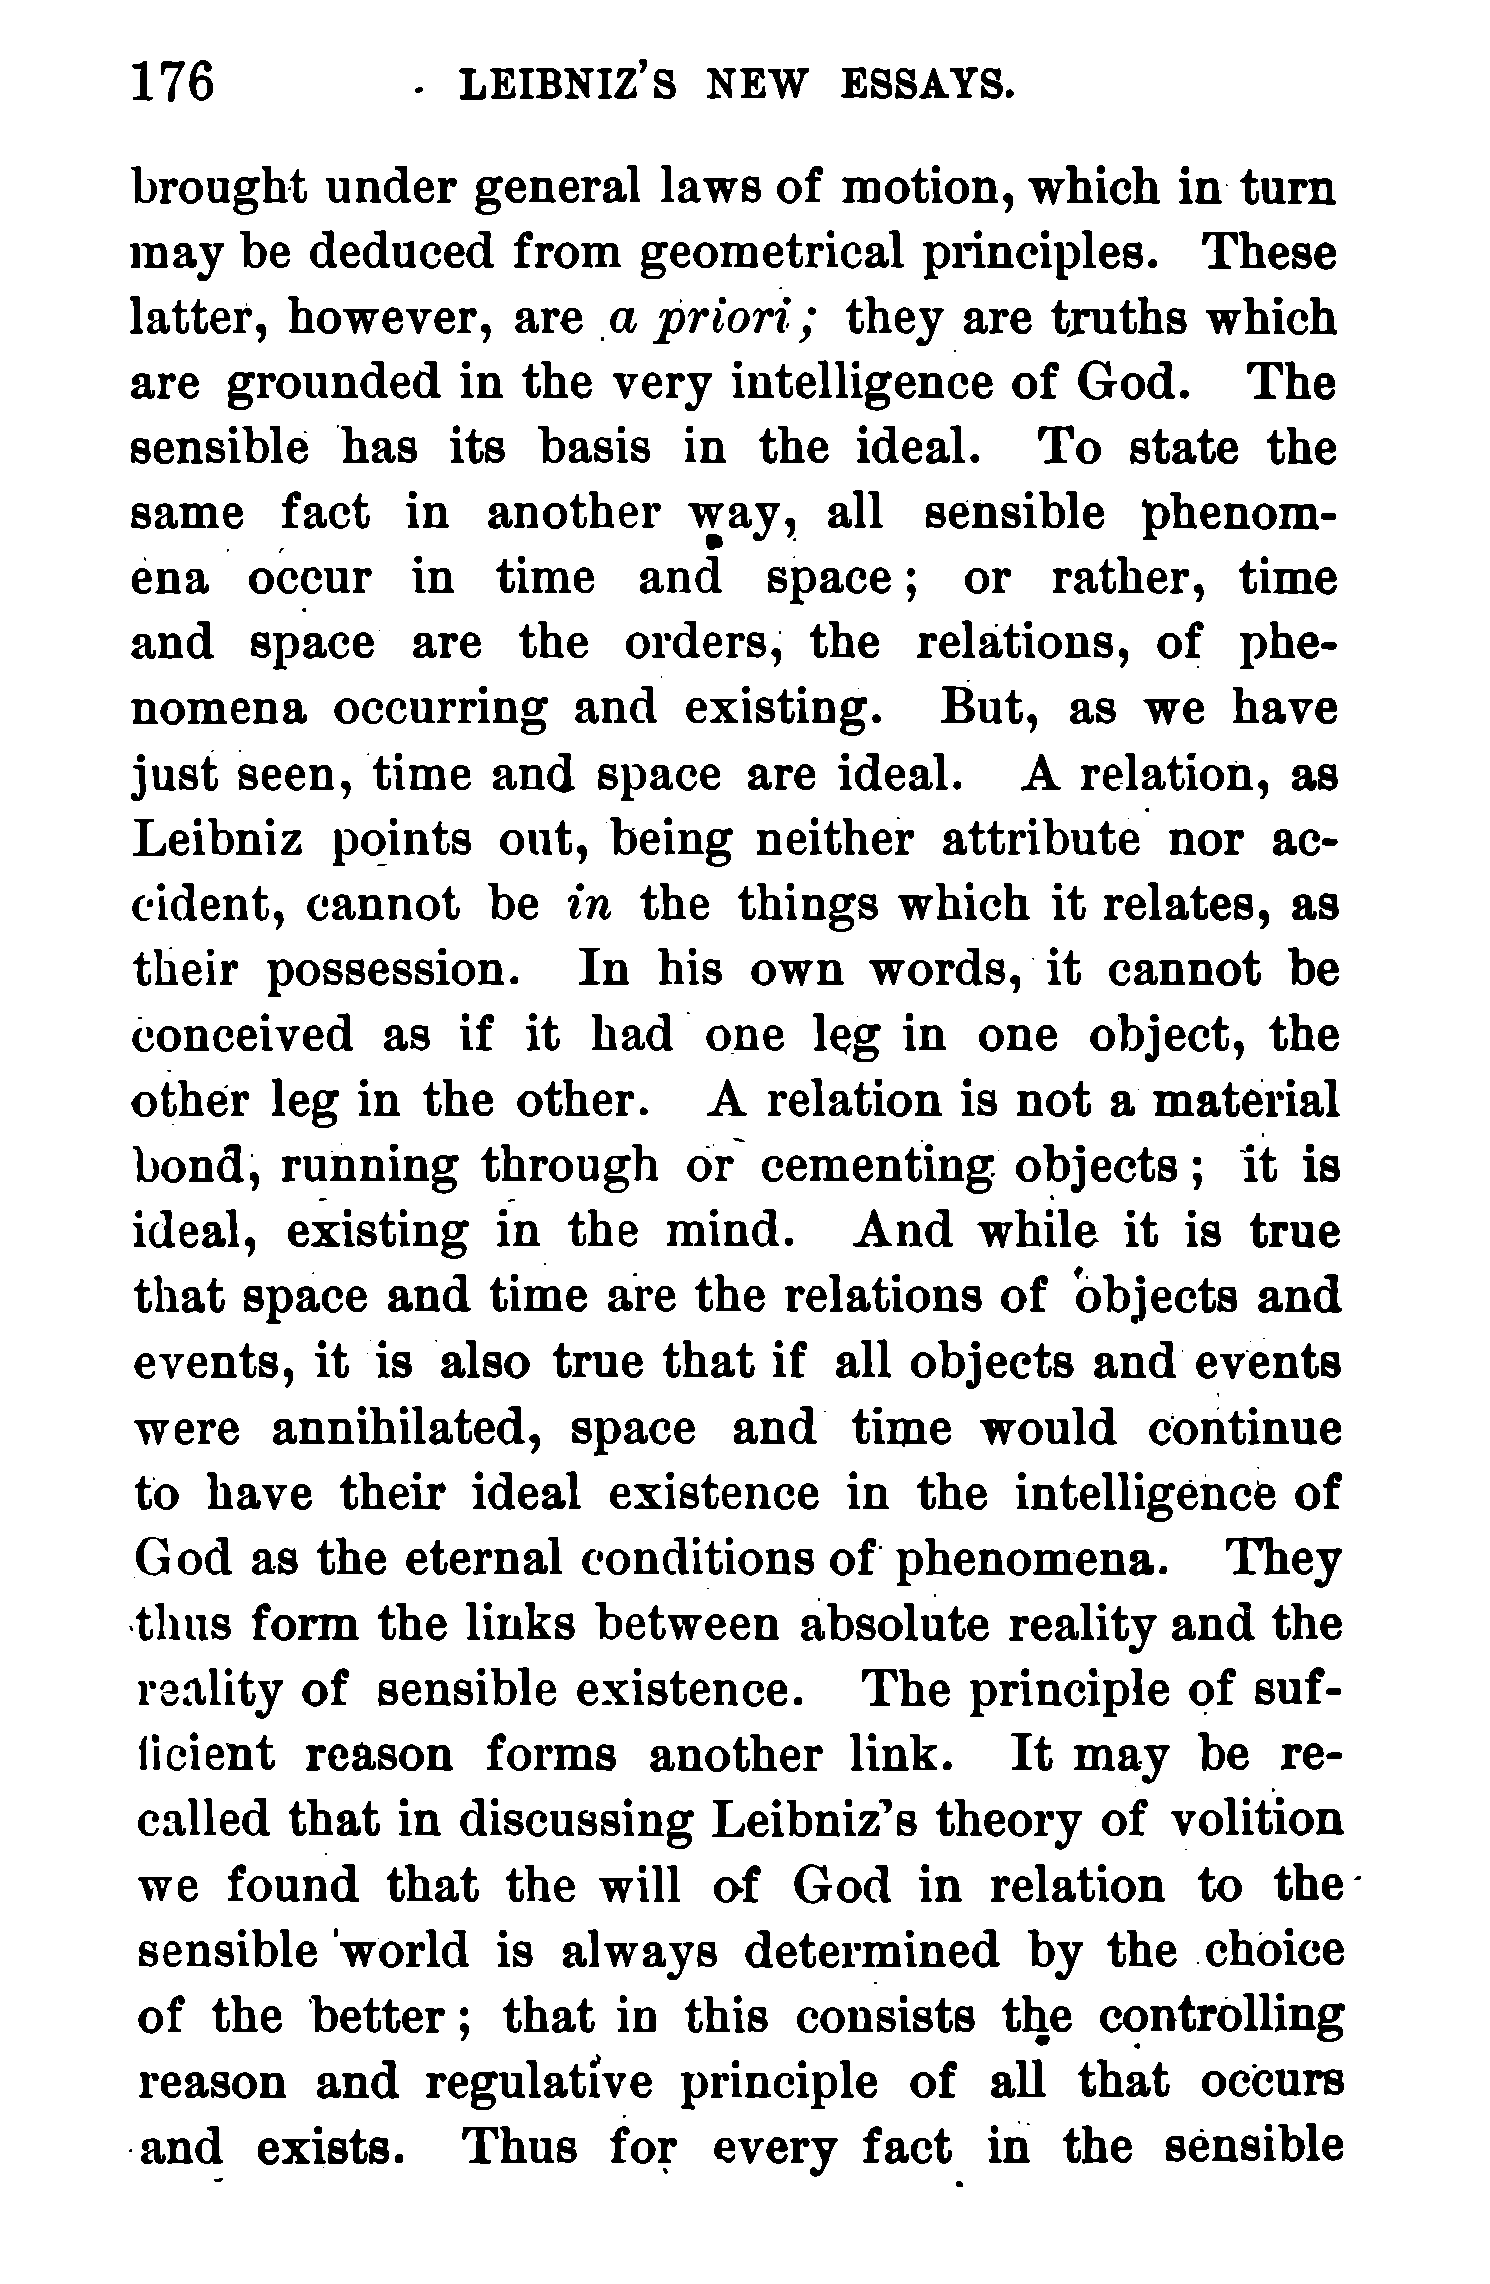 176 LEIBNIZ'S NEW ESSAYS.
brought under general laws of motion, which in turn
may be deduced from geometrical principles. These
latter, however, are a priori; they are truths which
are grounded in the very intelligence of God. The
sensible has its basis in the ideal. To state the
same fact in another way, all sensible phenom-
ena occur in time and space; or rather, time
and space are the orders, the relations, of phe-
nomena occurring and existing. But, as we have
just seen, time and space are ideal. A relation, as
Leibniz points out, being neither attribute nor ac-
cident, cannot be in the things which it relates, as
their possession. In his own words, it cannot be
conceived as if it had one leg in one object, the
other leg in the other. A relation is not a material
bond, running through or cementing objects; it is
ideal, existing in the mind. And while it is true
that space and time are the relations of objects and
events, it is also true that if all objects and events
were annihilated, space and time would continue
to have their ideal existence in the intelligence of
God as the eternal conditions of phenomena. They
thus form the links between absolute reality and the
reality of sensible existence. The principle of suf-
ficient reason forms another link. It may be re-
called that in discussing Leibniz's theory of volition
we found that the will of God in relation to the
sensible world is always determined by the choice
of the better; that in this consists the controlling
reason and regulative principle of all that occurs
and exists. Thus for every fact in the sensible